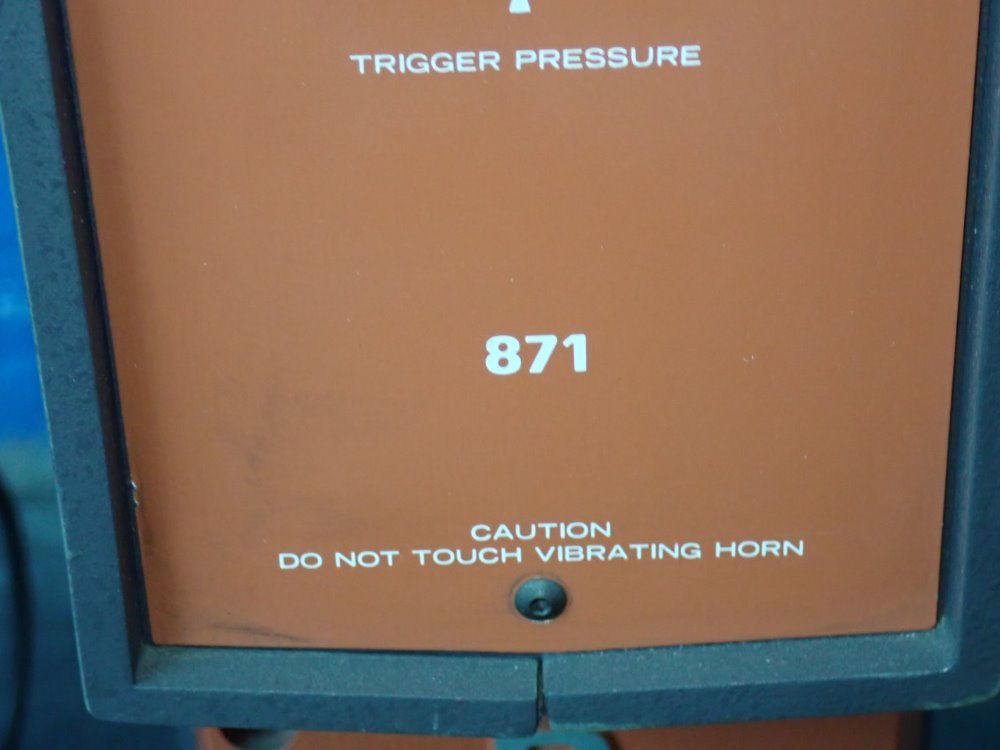 TRIGGER PRESSURE
871
CAUTION
DO NOT TOUCH VIBRATING HORN